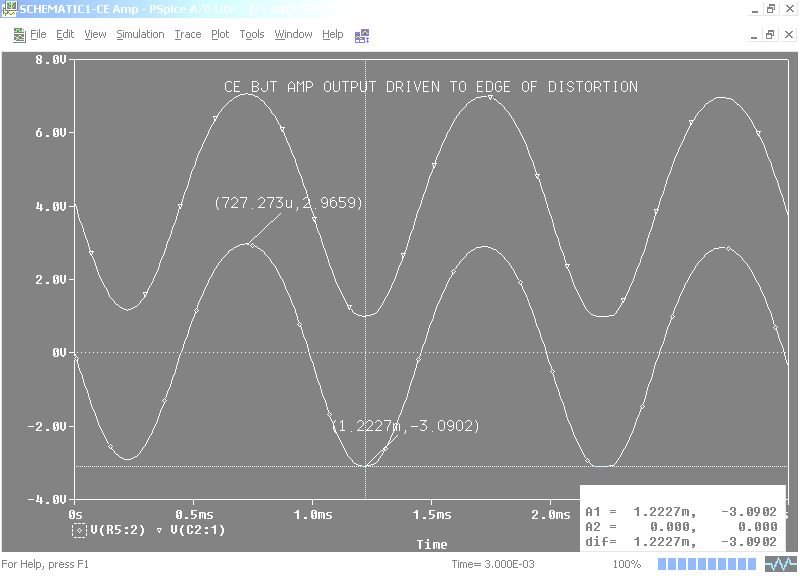 SCHEMATIC1-CE Amp - PSpice A/D Lite - [ce amp
File Edit View Simulation Trace Plot Tools Window Help
8.0V
CE BJT AMP OUTPUT DRIVEN TO EDGE OF DISTORTION
6.0V
(727.273u,2.9659)
4.0V
2.0V
0V
-2.0V
(1.2227m,-3.0902)
-4.0V
0s 0.5ms 1.0ms 1.5ms 2.0ms
V(R5:2) V(C2:1)
Time
A1 = 1.2227m, -3.0902
A2 = 0.000, 0.000
dif= 1.2227m, -3.0902
For Help, press F1 Time= 3.000E-03 100%